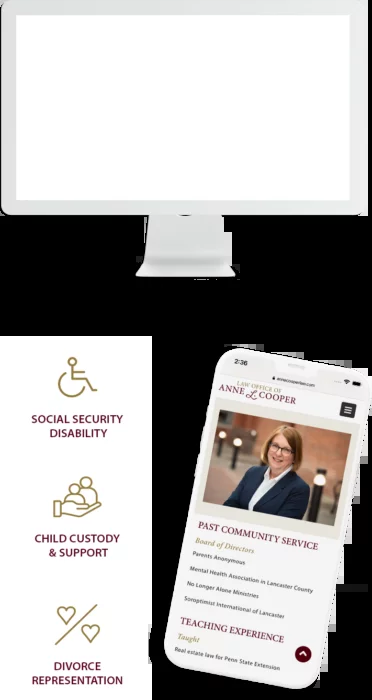 SOCIAL SECURITY
DISABILITY
CHILD CUSTODY
& SUPPORT
DIVORCE
REPRESENTATION
2:36
LAW OFFICE OF
ANNE L COOPER
PAST COMMUNITY SERVICE
Board of Directors
Parents Anonymous
Mental Health Association in Lancaster County
No Longer Alone Ministries
Soroptimist International of Lancaster
TEACHING EXPERIENCE
Taught
Real estate law for Penn State Extension